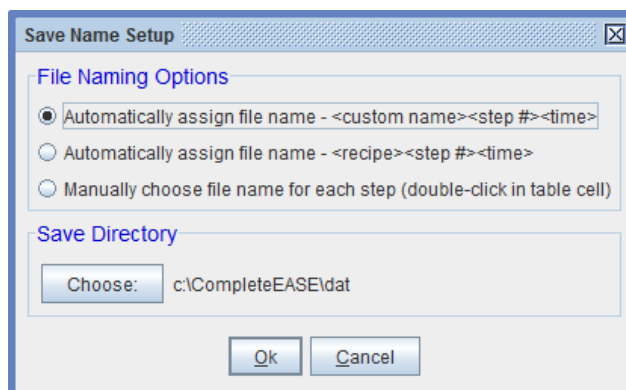 Save Name Setup
File Naming Options
Automatically assign file name - <custom name><step #><time>
Automatically assign file name - <recipe><step #><time>
Manually choose file name for each step (double-click in table cell)
Save Directory
Choose: c:\CompleteEASE\dat
Ok Cancel